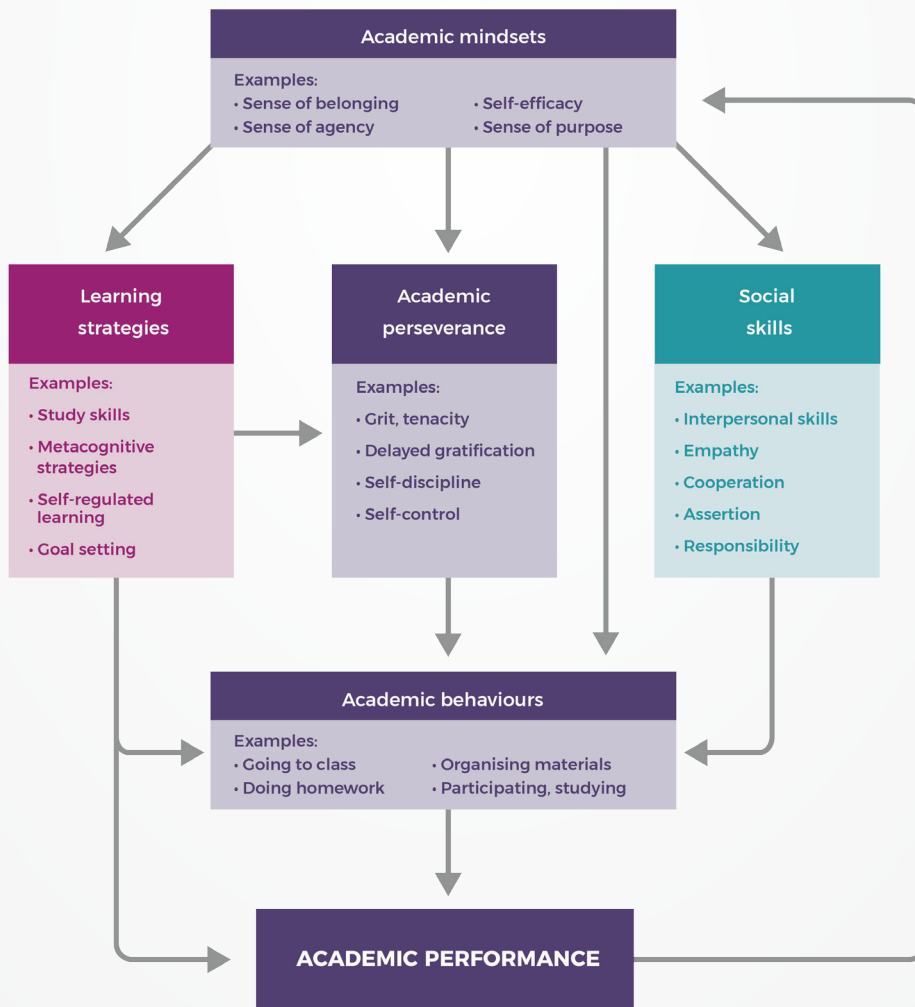 Academic mindsets
Examples:
• Sense of belonging
• Sense of agency
• Self-efficacy
• Sense of purpose
Learning
strategies
Examples:
• Study skills
• Metacognitive
strategies
• Self-regulated
learning
• Goal setting
Academic
perseverance
Examples:
• Grit, tenacity
• Delayed gratification
• Self-discipline
• Self-control
Social
skills
Examples:
• Interpersonal skills
• Empathy
• Cooperation
• Assertion
• Responsibility
Academic behaviours
Examples:
• Going to class
• Doing homework
• Organising materials
• Participating, studying
ACADEMIC PERFORMANCE